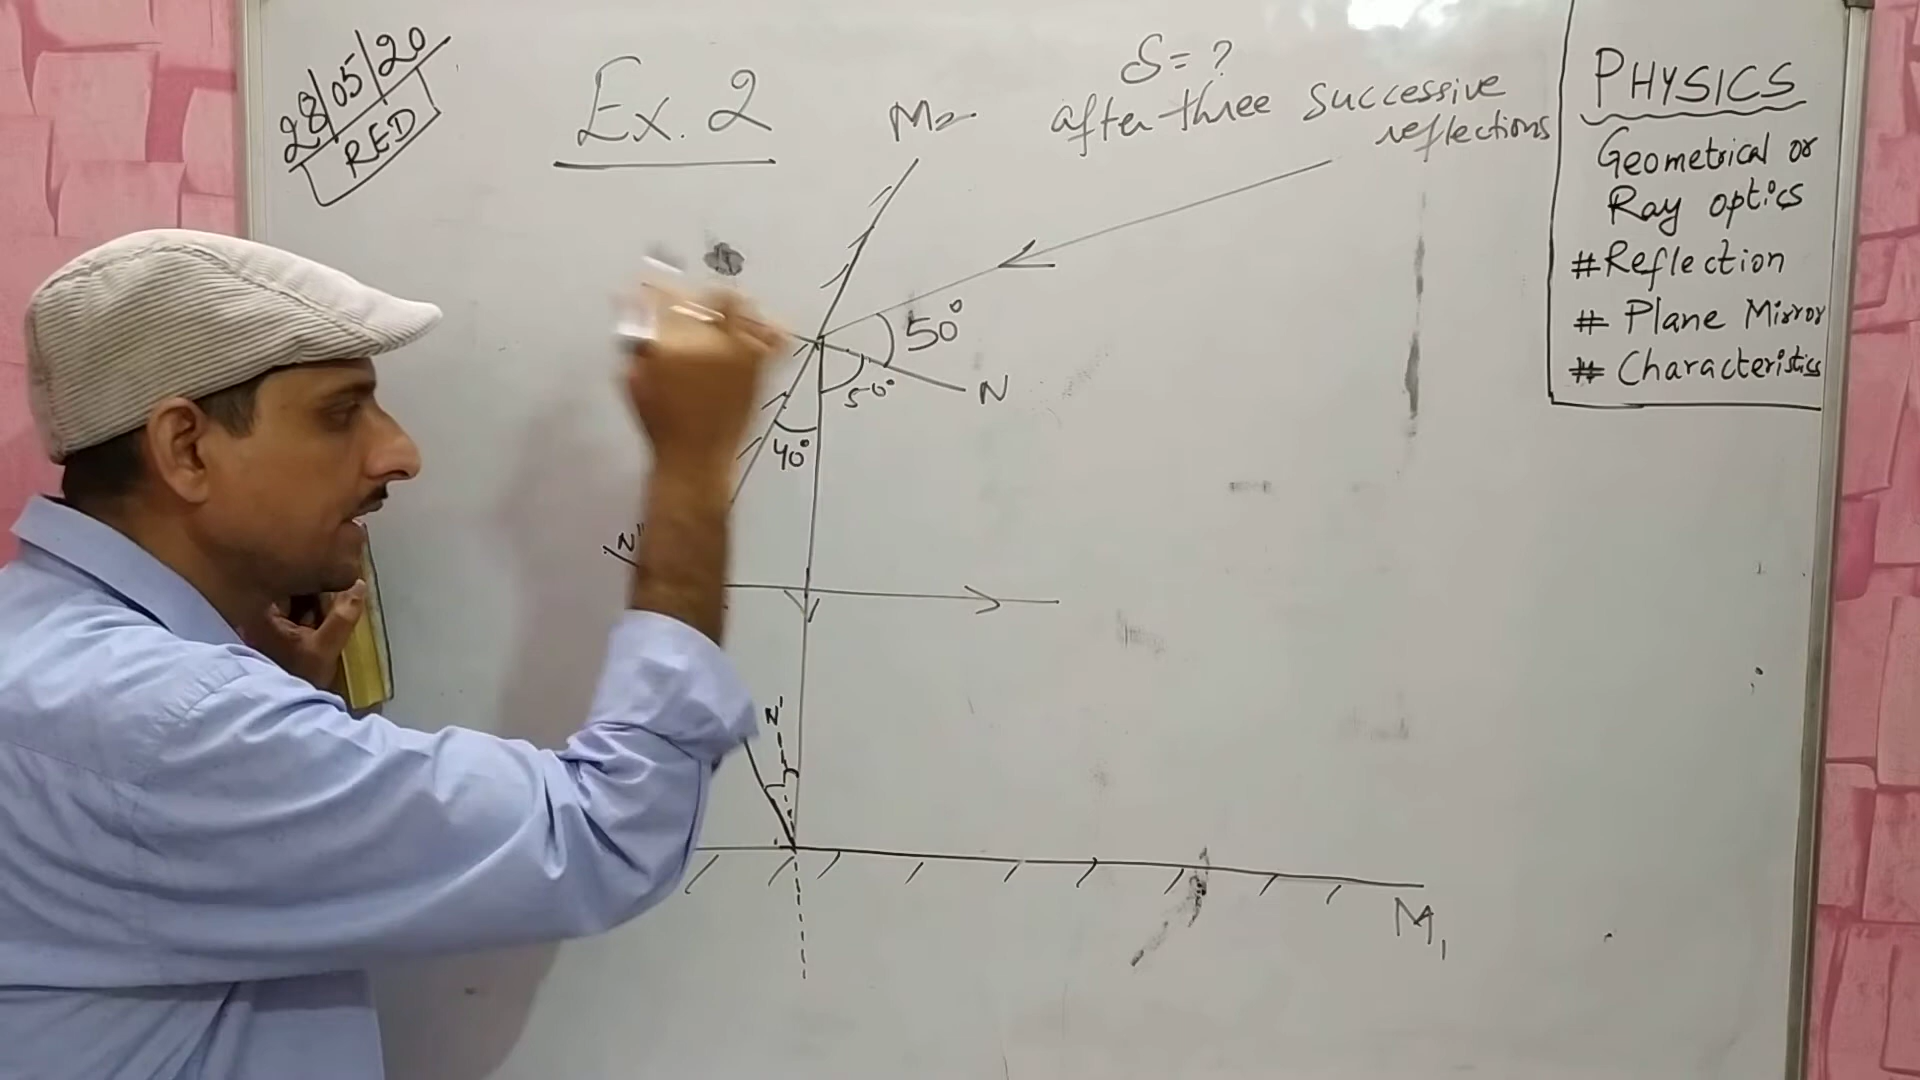 28/05/20
RED
Ex. 2
δ = ?
after three successive
reflections
M2
50°
50°
N
40°
N"
N'
M1
PHYSICS
Geometrical or
Ray optics
# Reflection
# Plane Mirror
# Characteristics